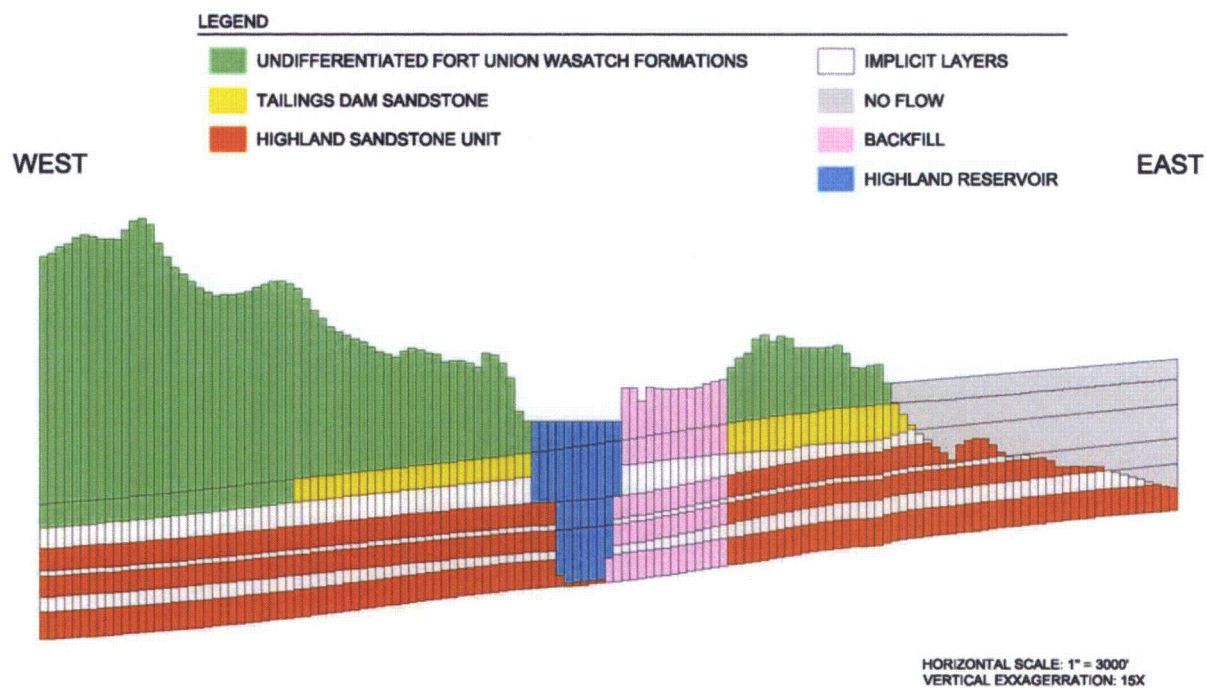 LEGEND
UNDIFFERENTIATED FORT UNION WASATCH FORMATIONS
TAILINGS DAM SANDSTONE
HIGHLAND SANDSTONE UNIT
IMPLICIT LAYERS
NO FLOW
BACKFILL
HIGHLAND RESERVOIR
WEST
EAST
HORIZONTAL SCALE: 1" = 3000'
VERTICAL EXXAGERRATION: 15X